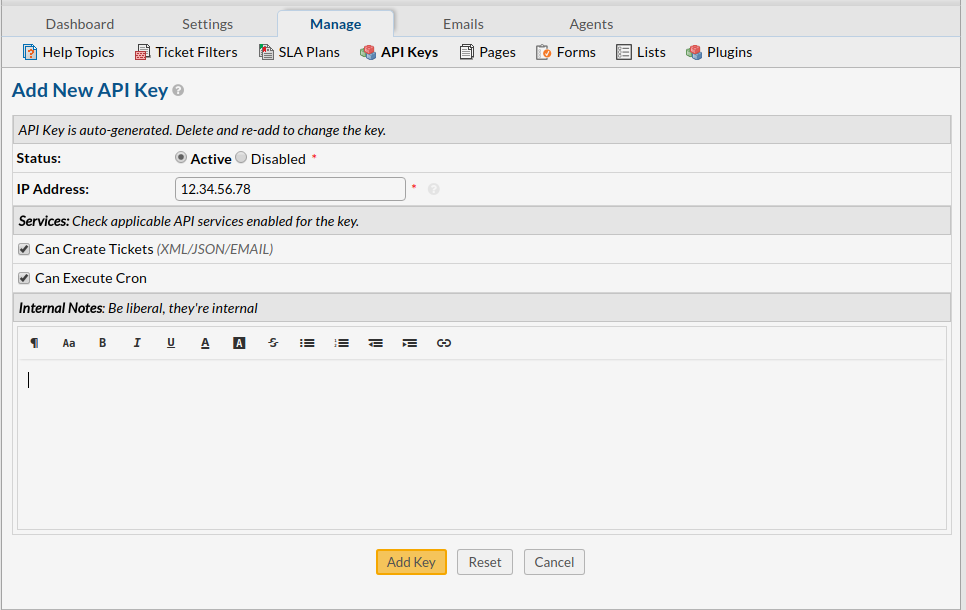 Dashboard Settings Manage Emails Agents
Help Topics Ticket Filters SLA Plans API Keys Pages Forms Lists Plugins
Add New API Key ?
API Key is auto-generated. Delete and re-add to change the key.
Status: Active Disabled *
IP Address: 12.34.56.78 * ?
Services: Check applicable API services enabled for the key.
Can Create Tickets (XML/JSON/EMAIL)
Can Execute Cron
Internal Notes: Be liberal, they're internal
¶ Aa B I U A A S
Add Key Reset Cancel